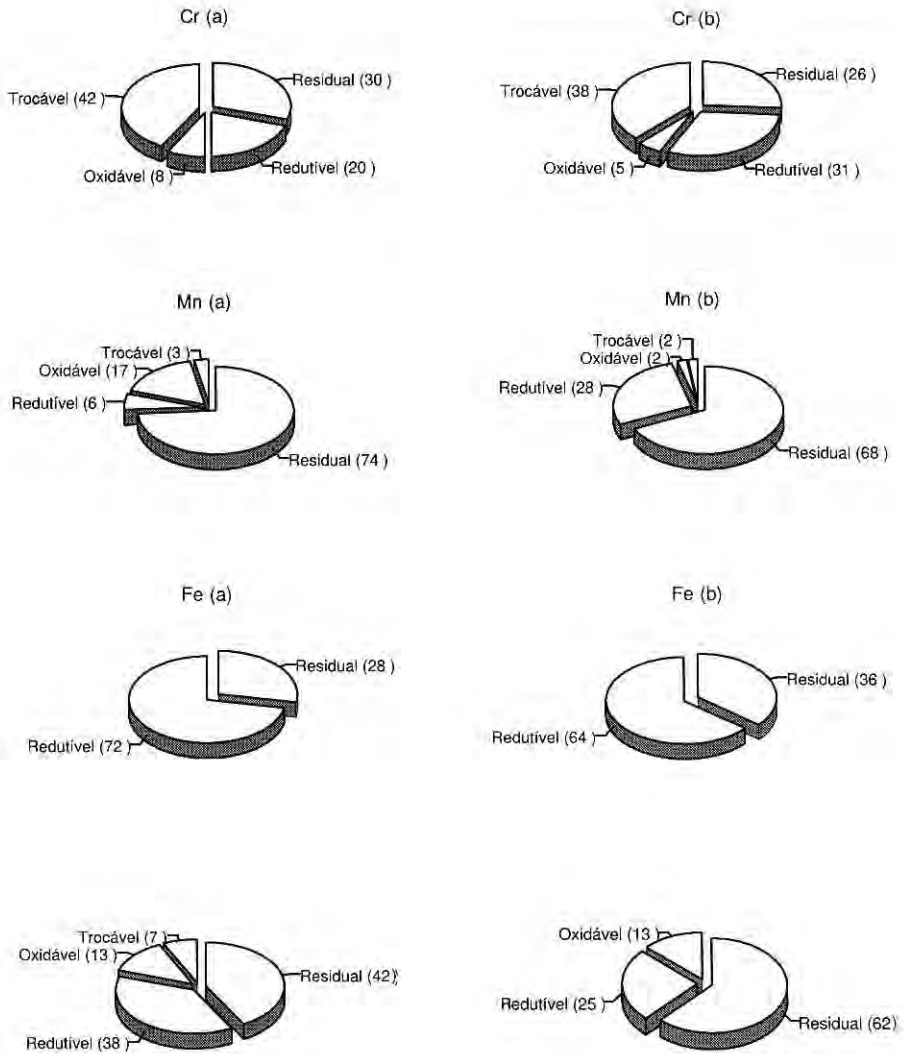 Cr (a)
Residual (30 )
Trocável (42 )
Oxidável (8 )
Redutível (20 )
Cr (b)
Residual (26 )
Trocável (38 )
Oxidável (5 )
Redutível (31 )
Mn (a)
Trocável (3 )
Oxidável (17 )
Redutível (6 )
Residual (74 )
Mn (b)
Trocável (2 )
Oxidável (2 )
Redutível (28 )
Residual (68 )
Fe (a)
Residual (28 )
Redutível (72 )
Fe (b)
Residual (36 )
Redutível (64 )
Trocável (7 )
Oxidável (13 )
Residual (42 )
Redutível (38 )
Oxidável (13 )
Redutível (25 )
Residual (62)